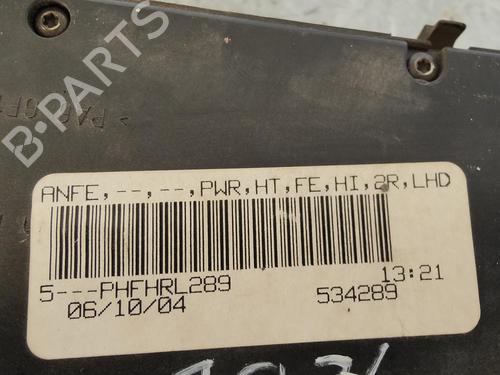 B-PARTS
ANFE,--,--,PWR,HT,FE,HI,2R,LHD
5---PHFHRL289 13:21
06/10/04 534289